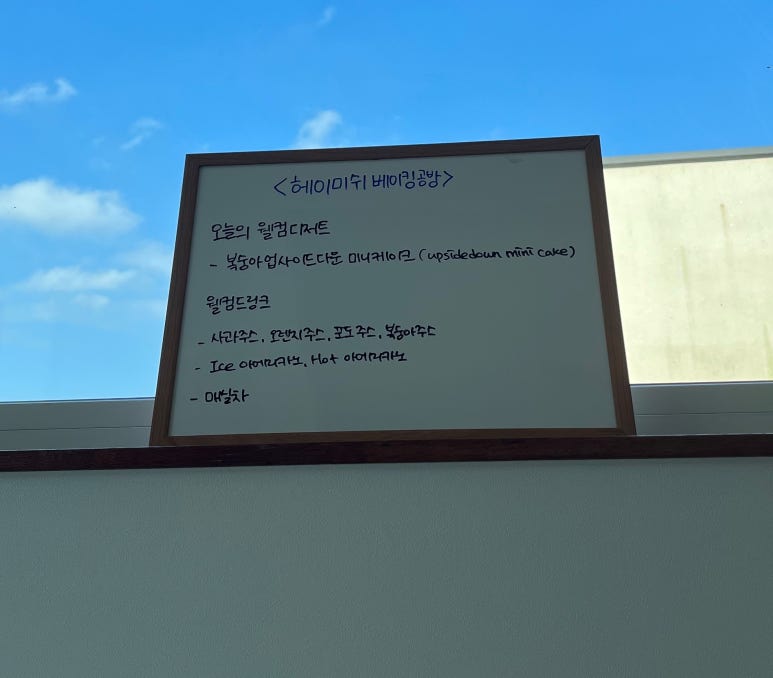 <헤이미쉬 베이킹공방>
오늘의 웰컴디저트
- 복숭아업사이드다운 미니케이크 (upsidedown mini cake)
웰컴드링크
- 사과주스, 오렌지주스, 포도주스, 복숭아주스
- Ice 아메리카노, Hot 아메리카노
- 매실차